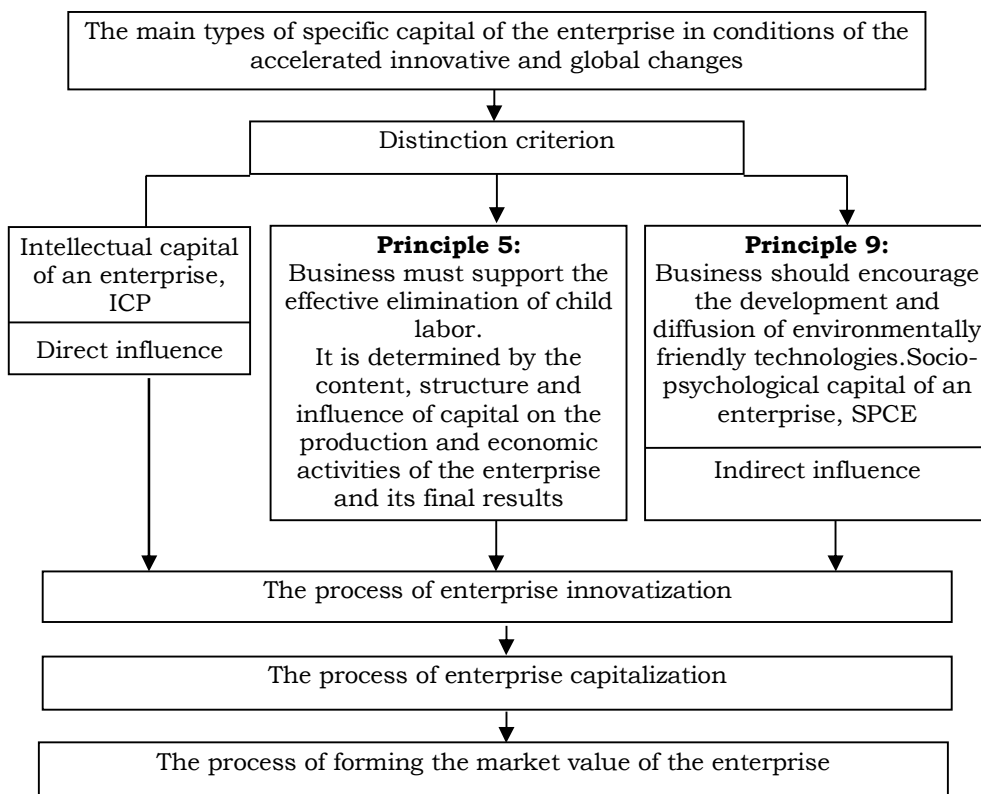 The main types of specific capital of the enterprise in conditions of the
accelerated innovative and global changes
Distinction criterion
Intellectual capital
of an enterprise,
ICP
Direct influence
Principle 5:
Business must support the
effective elimination of child
labor.
It is determined by the
content, structure and
influence of capital on the
production and economic
activities of the enterprise
and its final results
Principle 9:
Business should encourage
the development and
diffusion of environmentally
friendly technologies.Socio-
psychological capital of an
enterprise, SPCE
Indirect influence
The process of enterprise innovatization
The process of enterprise capitalization
The process of forming the market value of the enterprise